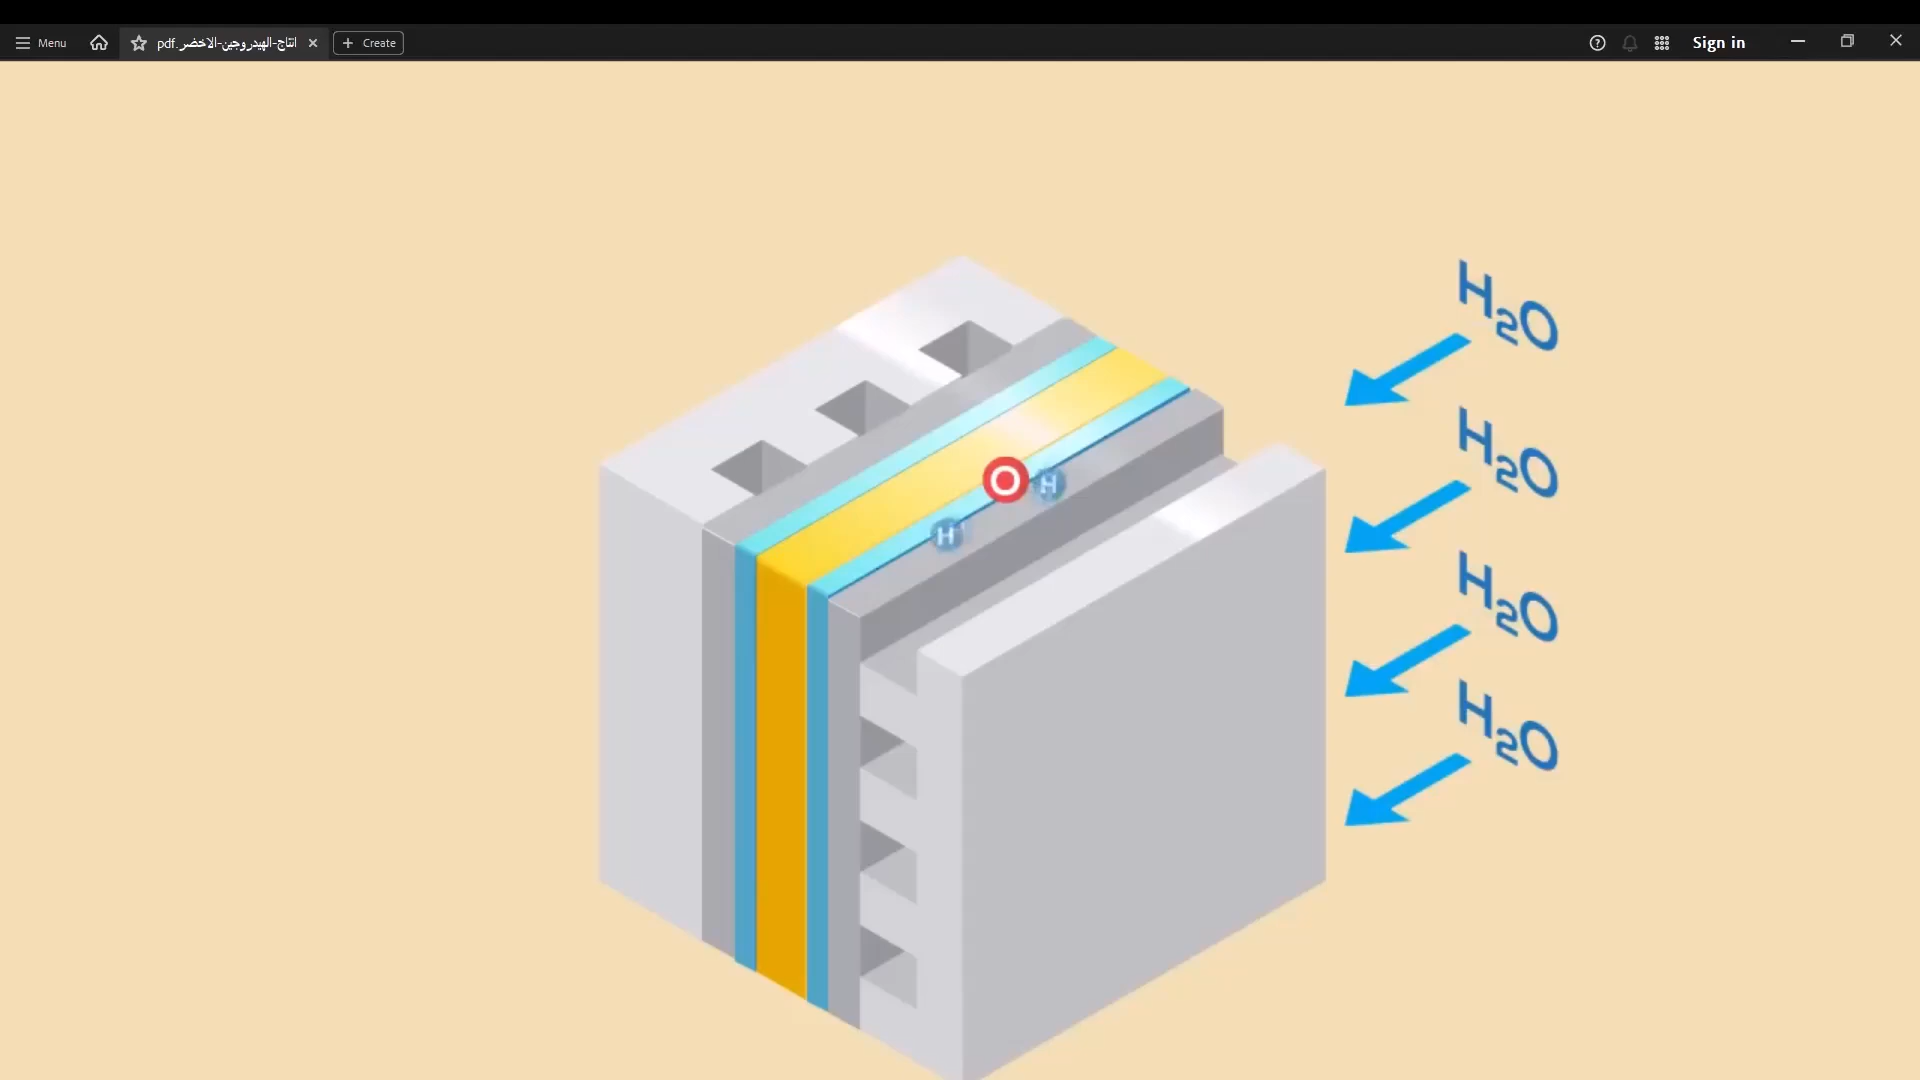 Menu
انتاج-الهيدروجين-الاخضر.pdf
Create
Sign in
H₂O
H₂O
O
H
H
H₂O
H₂O